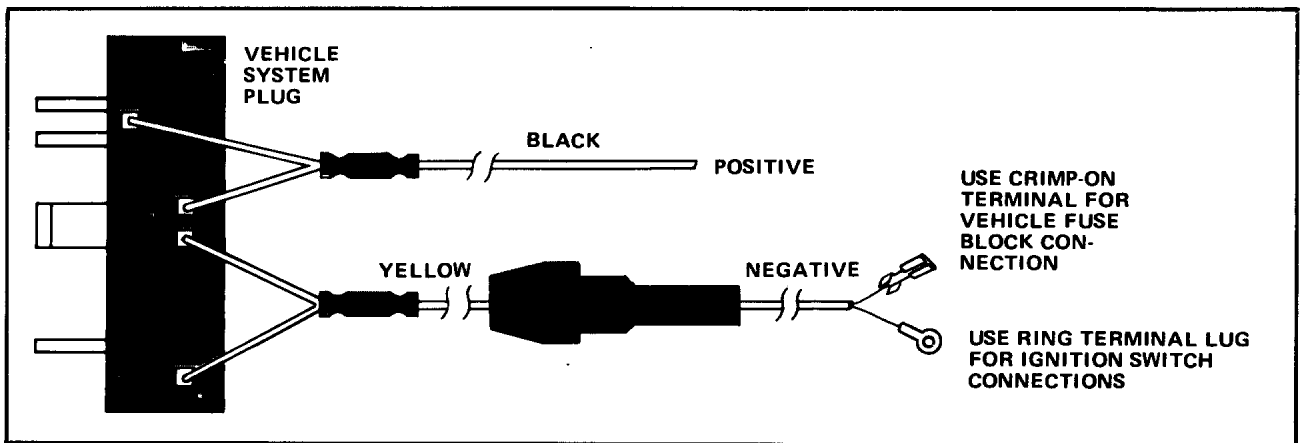 VEHICLE
SYSTEM
PLUG
BLACK
POSITIVE
YELLOW
NEGATIVE
USE CRIMP-ON
TERMINAL FOR
VEHICLE FUSE
BLOCK CON-
NECTION
USE RING TERMINAL LUG
FOR IGNITION SWITCH
CONNECTIONS